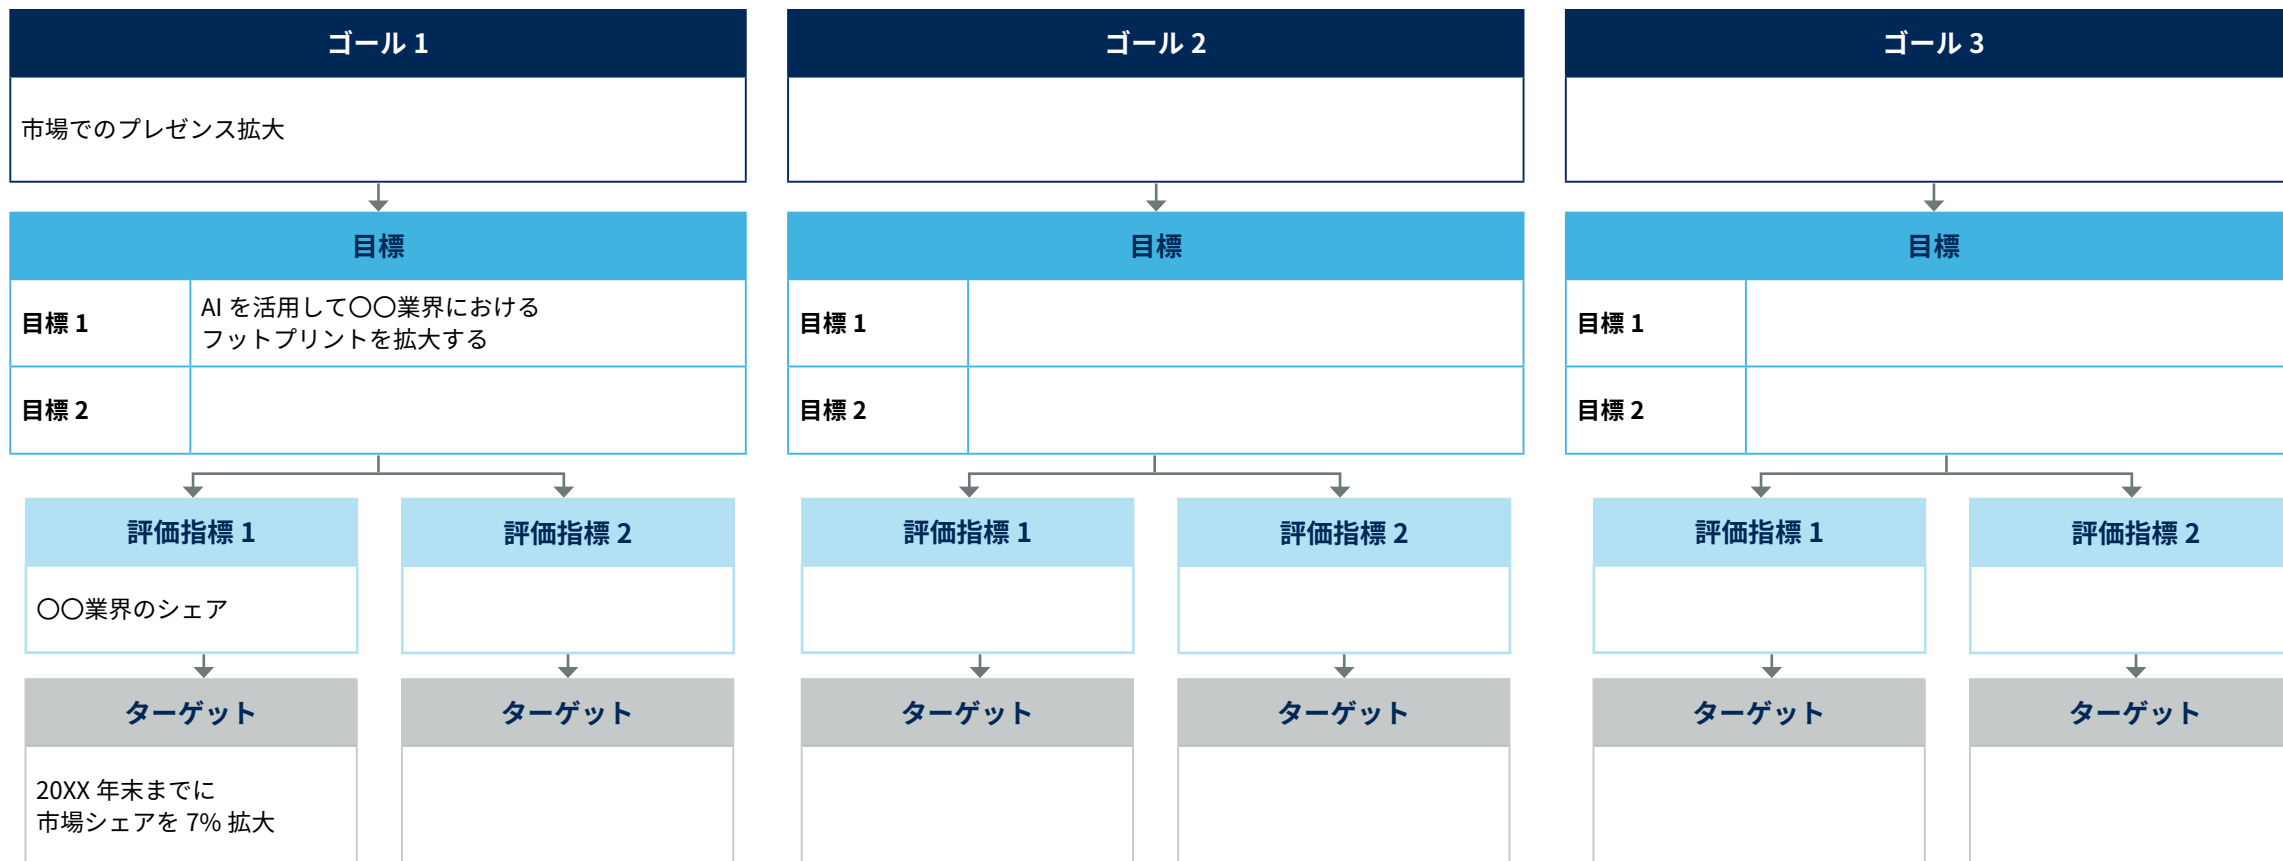 ゴール 1
市場でのプレゼンス拡大
目標
目標 1
AI を活用して〇〇業界における
フットプリントを拡大する
目標 2
評価指標 1
〇〇業界のシェア
ターゲット
20XX 年末までに
市場シェアを 7% 拡大
評価指標 2
ターゲット
ゴール 2
目標
目標 1
目標 2
評価指標 1
ターゲット
評価指標 2
ターゲット
ゴール 3
目標
目標 1
目標 2
評価指標 1
ターゲット
評価指標 2
ターゲット